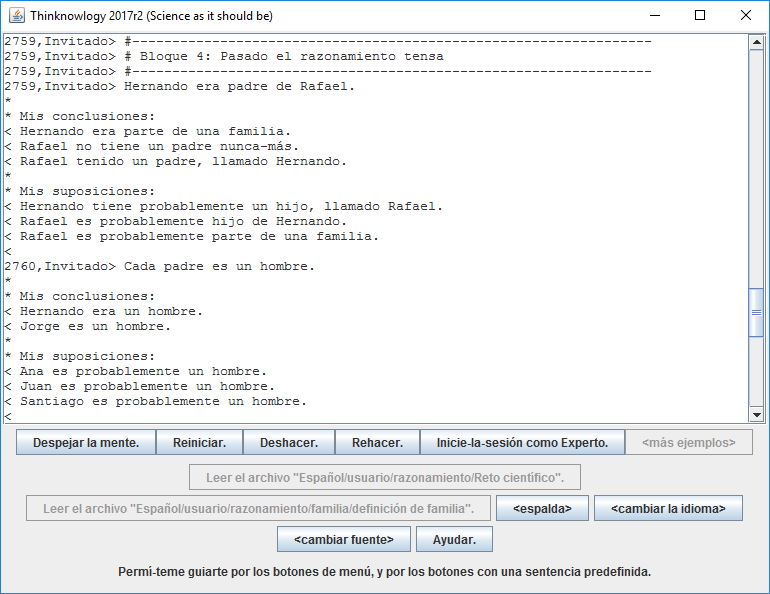 Thinknowlogy 2017r2 (Science as it should be)
2759,Invitado> #---------------------------------------------------------------
2759,Invitado> # Bloque 4: Pasado el razonamiento tensa
2759,Invitado> #---------------------------------------------------------------
2759,Invitado> Hernando era padre de Rafael.
*
* Mis conclusiones:
< Hernando era parte de una familia.
< Rafael no tiene un padre nunca-más.
< Rafael tenido un padre, llamado Hernando.
*
* Mis suposiciones:
< Hernando tiene probablemente un hijo, llamado Rafael.
< Rafael es probablemente hijo de Hernando.
< Rafael es probablemente parte de una familia.
<
2760,Invitado> Cada padre es un hombre.
*
* Mis conclusiones:
< Hernando era un hombre.
< Jorge es un hombre.
*
* Mis suposiciones:
< Ana es probablemente un hombre.
< Juan es probablemente un hombre.
< Santiago es probablemente un hombre.
<
Despejar la mente. Reiniciar. Deshacer. Rehacer. Inicie-la-sesión como Experto. <más ejemplos>
Leer el archivo "Español/usuario/razonamiento/Reto científico".
Leer el archivo "Español/usuario/razonamiento/familia/definición de familia". <espalda> <cambiar la idioma>
<cambiar fuente> Ayudar.
Permí-teme guiarte por los botones de menú, y por los botones con una sentencia predefinida.